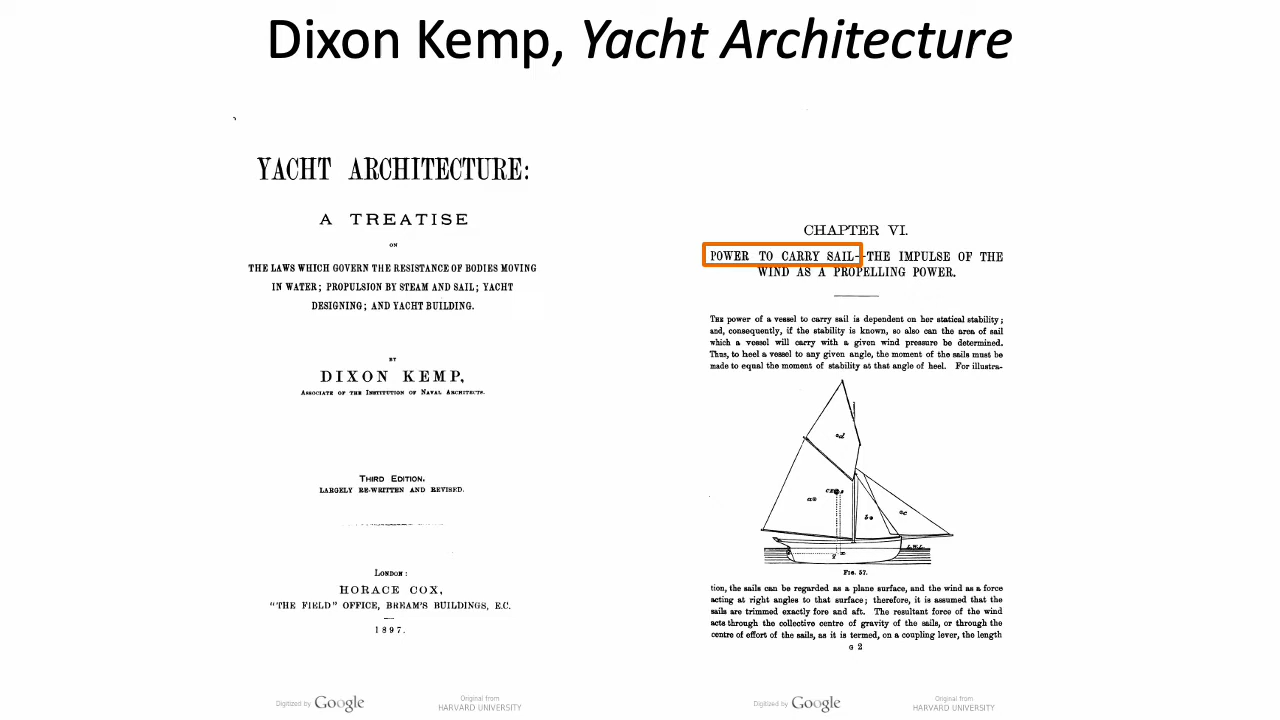 Dixon Kemp, Yacht Architecture
YACHT ARCHITECTURE:
A TREATISE
ON
THE LAWS WHICH GOVERN THE RESISTANCE OF BODIES MOVING
IN WATER; PROPULSION BY STEAM AND SAIL; YACHT
DESIGNING; AND YACHT BUILDING.
BY
DIXON KEMP,
ASSOCIATE OF THE INSTITUTION OF NAVAL ARCHITECTS.
THIRD EDITION.
LARGELY RE-WRITTEN AND REVISED.
LONDON:
HORACE COX,
"THE FIELD" OFFICE, BREAM'S BUILDINGS, E.C.
1897.
Digitized by Google
Original from
HARVARD UNIVERSITY
CHAPTER VI.
POWER TO CARRY SAIL—THE IMPULSE OF THE
WIND AS A PROPELLING POWER.
THE power of a vessel to carry sail is dependent on her statical stability;
and, consequently, if the stability is known, so also can the area of sail
which a vessel will carry with a given wind pressure be determined.
Thus, to heel a vessel to any given angle, the moment of the sails must be
made to equal the moment of stability at that angle of heel. For illustra-
d
a
b
c
L.W.L.
FIG. 57.
tion, the sails can be regarded as a plane surface, and the wind as a force
acting at right angles to that surface; therefore, it is assumed that the
sails are trimmed exactly fore and aft. The resultant force of the wind
acts through the collective centre of gravity of the sails, or through the
centre of effort of the sails, as it is termed, on a coupling lever, the length
G 2
Digitized by Google
Original from
HARVARD UNIVERSITY